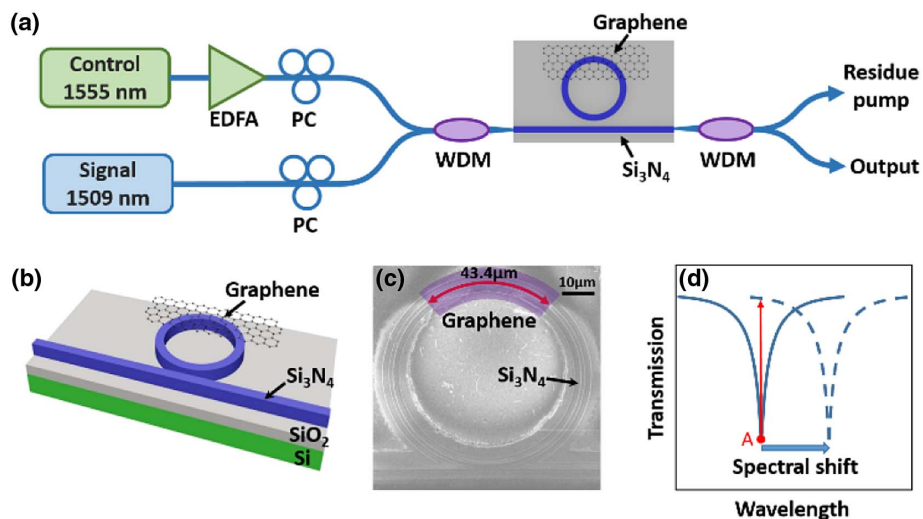 (a)
Control
1555 nm
EDFA
PC
Signal
1509 nm
PC
WDM
Graphene
Si₃N₄
WDM
Residue
pump
Output
(b)
Graphene
Si₃N₄
SiO₂
Si
(c)
43.4μm
10μm
Graphene
Si₃N₄
(d)
Transmission
A
Spectral shift
Wavelength